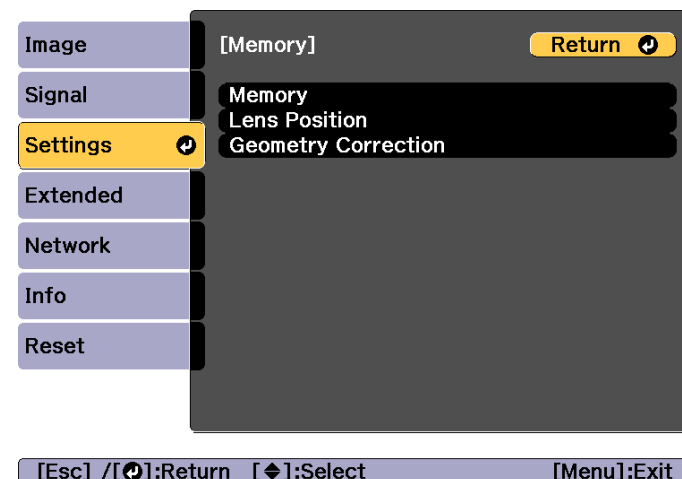 Image
Signal
Settings
Extended
Network
Info
Reset
[Memory]
Return
Memory
Lens Position
Geometry Correction
[Esc] /[⏎]:Return [◆]:Select [Menu]:Exit